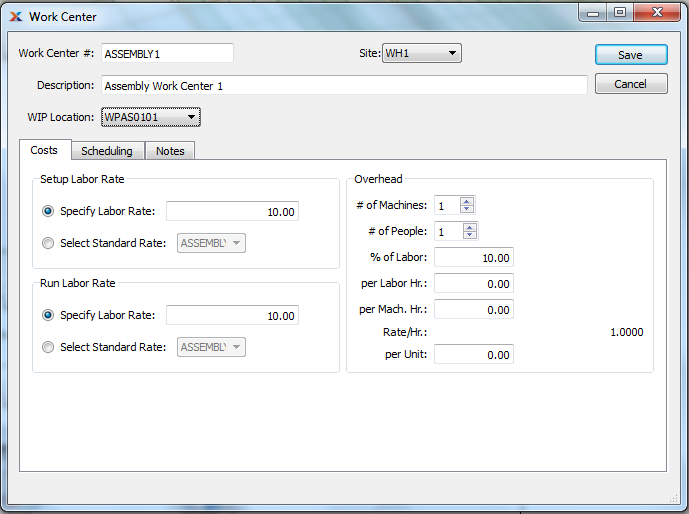 Work Center
Work Center #: ASSEMBLY1 Site: WH1 Save
Description: Assembly Work Center 1 Cancel
WIP Location: WPAS0101
Costs Scheduling Notes
Setup Labor Rate Overhead
# of Machines: 1
Specify Labor Rate: 10.00
# of People: 1
Select Standard Rate: ASSEMBL
% of Labor: 10.00
Run Labor Rate per Labor Hr.: 0.00
Specify Labor Rate: 10.00 per Mach. Hr.: 0.00
Rate/Hr.: 1.0000
Select Standard Rate: ASSEMBL per Unit: 0.00